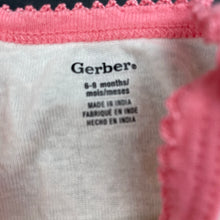 Gerber®
6-9 months/
mois/meses
MADE IN INDIA
FABRIQUÉ EN INDE
HECHO EN INDIA